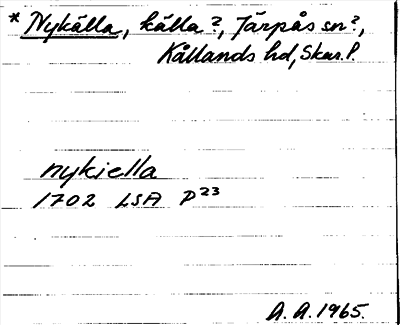 * Nykälla, källa?, Järpås sn?,
Kållands hd, Skar. l.
nykiella
1702 LSA P23
A. A. 1965.